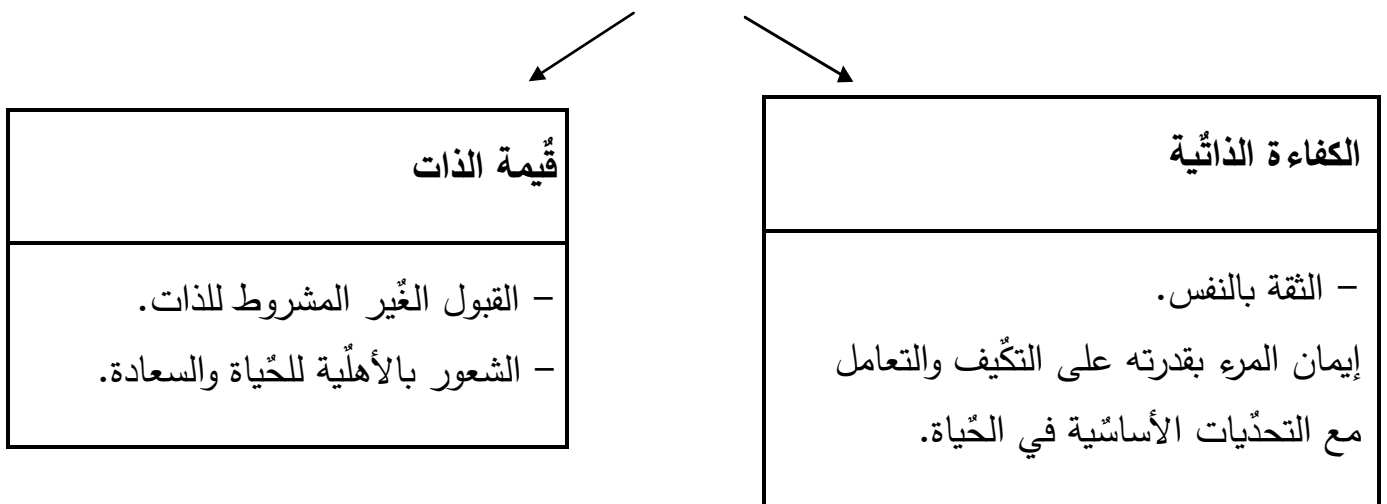 الكفاءة الذاتٌية
– الثقة بالنفس.
إيمان المرء بقدرته على التكٌيف والتعامل
مع التحدٌيات الأساسٌية في الحٌياة.
قٌيمة الذات
– القبول الغٌير المشروط للذات.
– الشعور بالأهلٌية للحٌياة والسعادة.